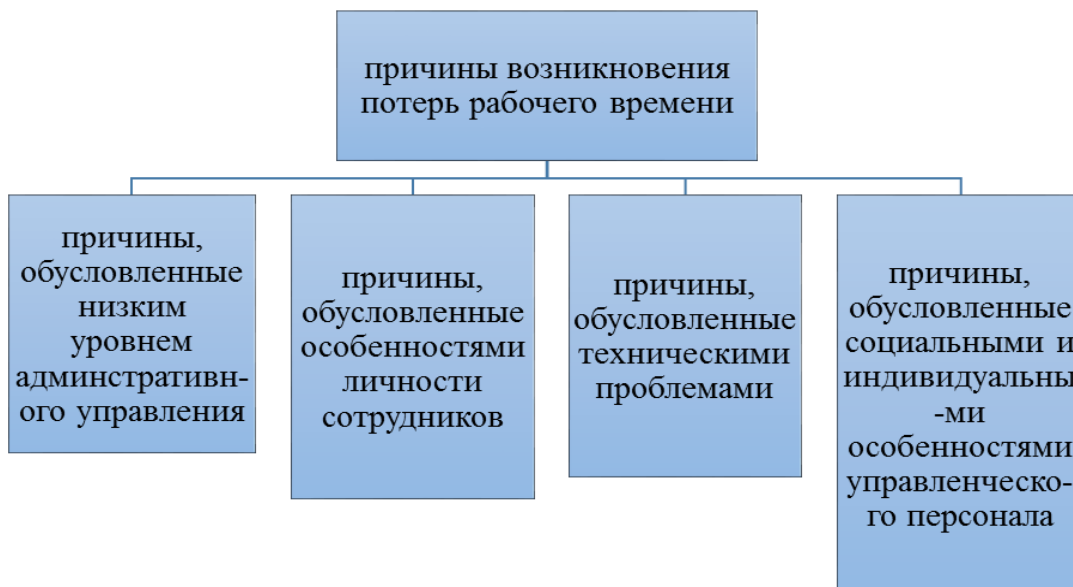 причины возникновения
потерь рабочего времени
причины,
обусловленные
низким
уровнем
админстративн-
ого управления
причины,
обусловленные
особенностями
личности
сотрудников
причины,
обусловленные
техническими
проблемами
причины,
обусловленные
социальными и
индивидуальны
-ми
особенностями
управленческо-
го персонала